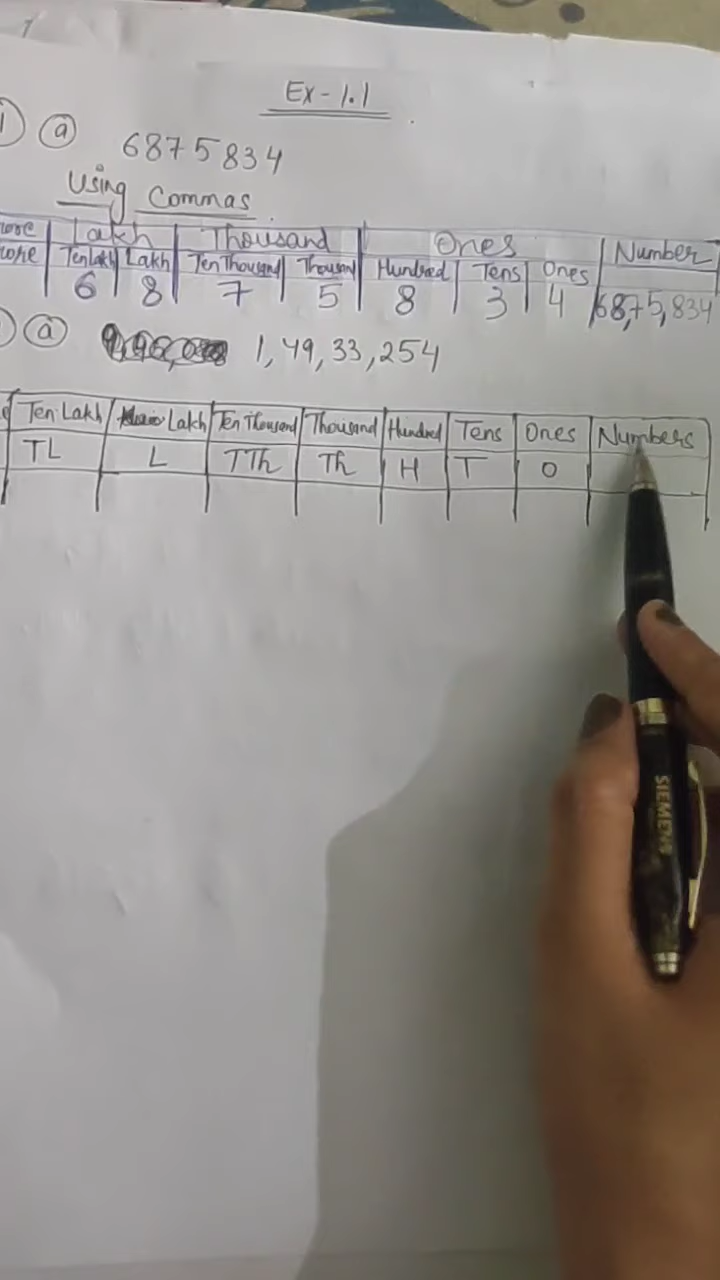 Ex-1.1
a 6875834
Using Commas
Lakh Thousand Ones Number
Ten Lakh Lakh Ten Thousand Thousand Hundred Tens Ones
6 8 7 5 8 3 4 68,75,834
a 1,49,33,254
Ten Lakh Lakh Ten Thousand Thousand Hundred Tens Ones Numbers
TL L TTh Th H T O
SIEMENS